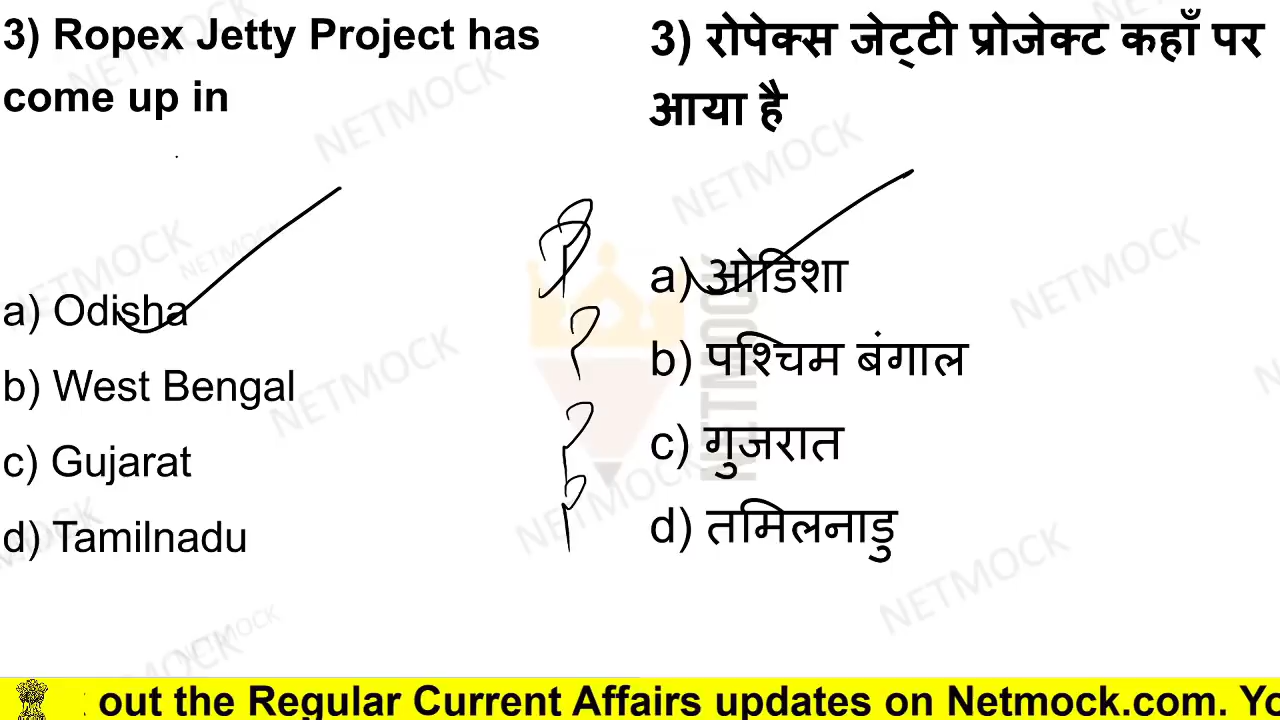 3) Ropex Jetty Project has
come up in
a) Odisha
b) West Bengal
c) Gujarat
d) Tamilnadu
3) रोपेक्स जेट्टी प्रोजेक्ट कहाँ पर
आया है
a) ओडिशा
b) पश्चिम बंगाल
c) गुजरात
d) तमिलनाडु
NETMOCK
out the Regular Current Affairs updates on Netmock.com. Yo